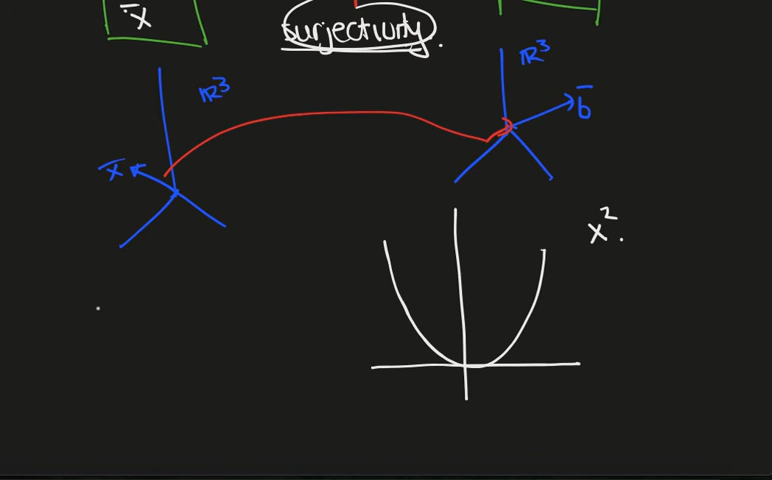 x̄
surjectivity.
ℝ³
ℝ³
b̄
x̄
x².